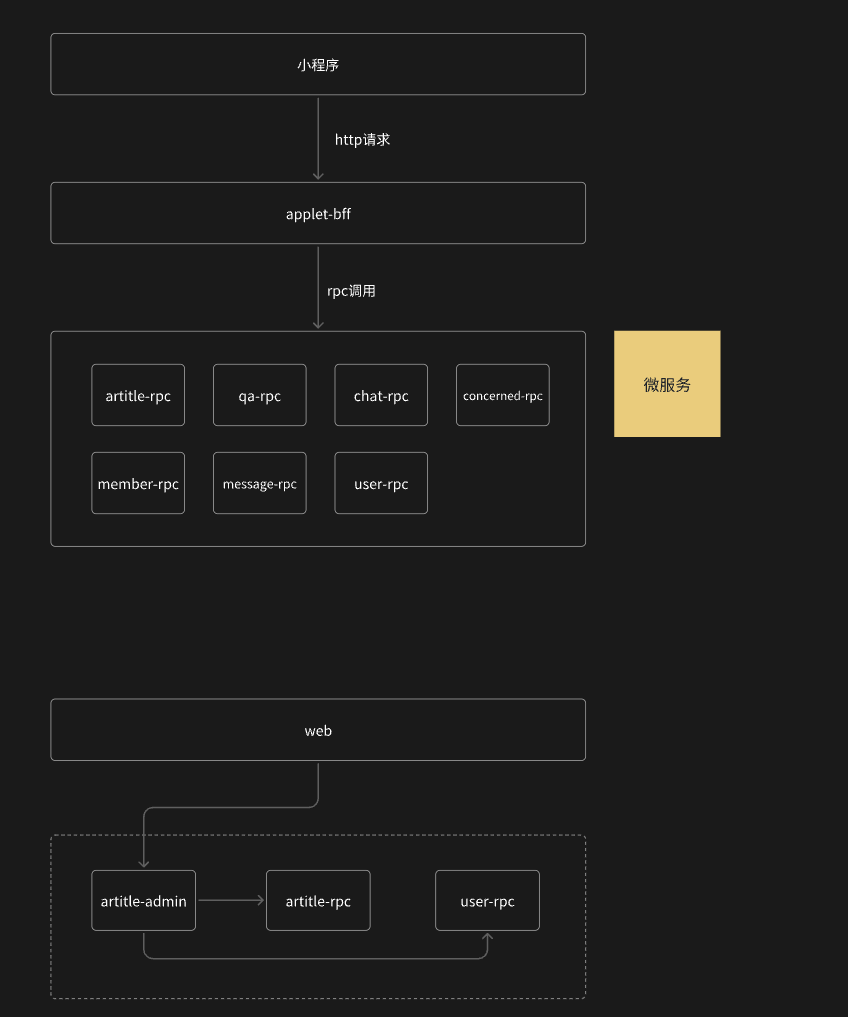 小程序
http请求
applet-bff
rpc调用
artitle-rpc
qa-rpc
chat-rpc
concerned-rpc
微服务
member-rpc
message-rpc
user-rpc
web
artitle-admin
artitle-rpc
user-rpc